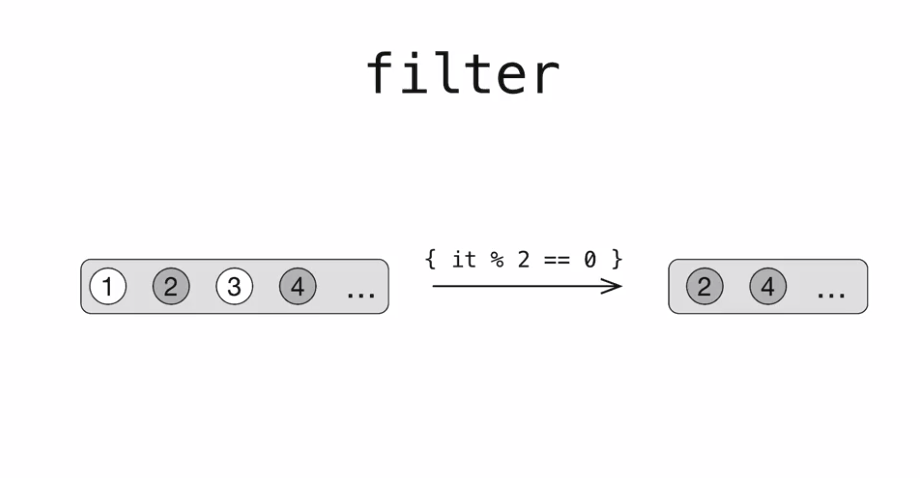 filter
{ it % 2 == 0 }
1 2 3 4 ...
2 4 ...